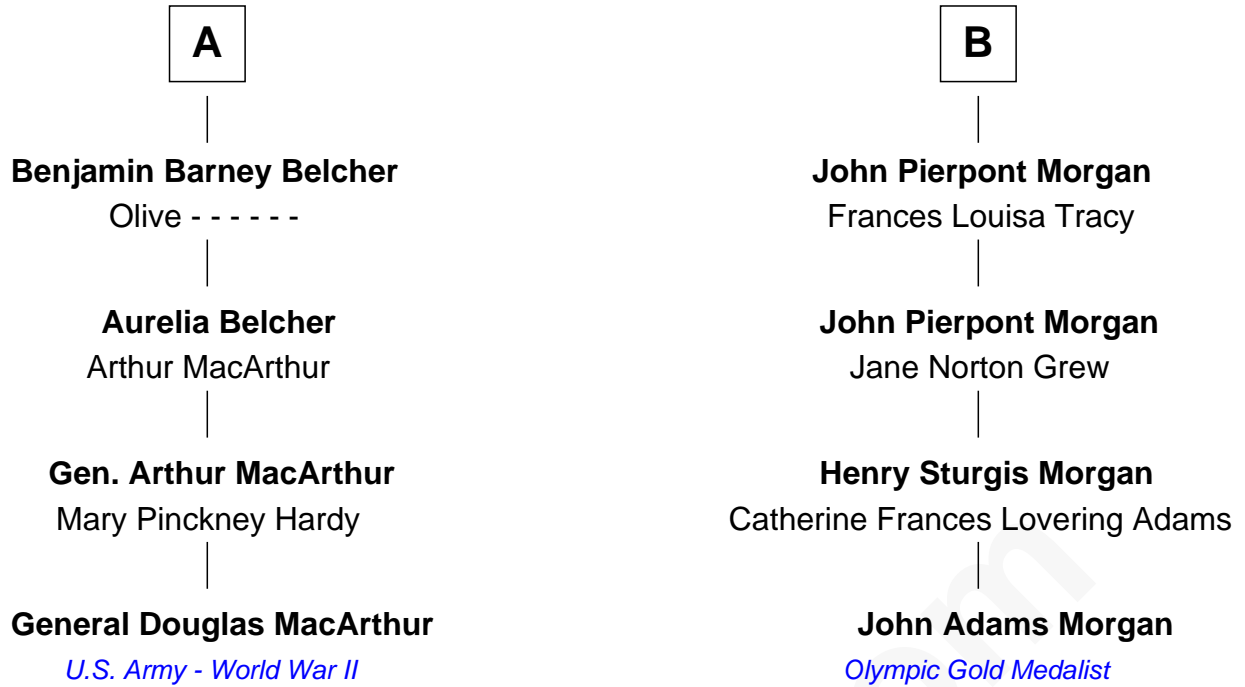 A
Benjamin Barney Belcher
Olive - - - - - -
Aurelia Belcher
Arthur MacArthur
Gen. Arthur MacArthur
Mary Pinckney Hardy
General Douglas MacArthur
U.S. Army - World War II
B
John Pierpont Morgan
Frances Louisa Tracy
John Pierpont Morgan
Jane Norton Grew
Henry Sturgis Morgan
Catherine Frances Lovering Adams
John Adams Morgan
Olympic Gold Medalist